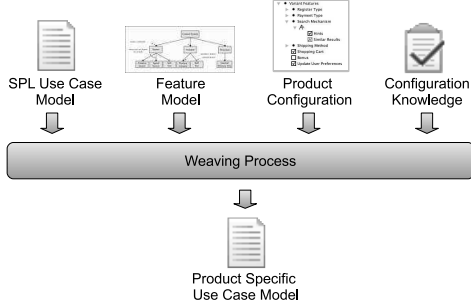 Variant Features
Register Type
Payment Type
Search Mechanism
Hints
Similar Results
Shipping Method
Shopping Cart
Bonus
Update User Preferences
SPL Use Case
Model
Feature
Model
Product
Configuration
Configuration
Knowledge
Weaving Process
Product Specific
Use Case Model